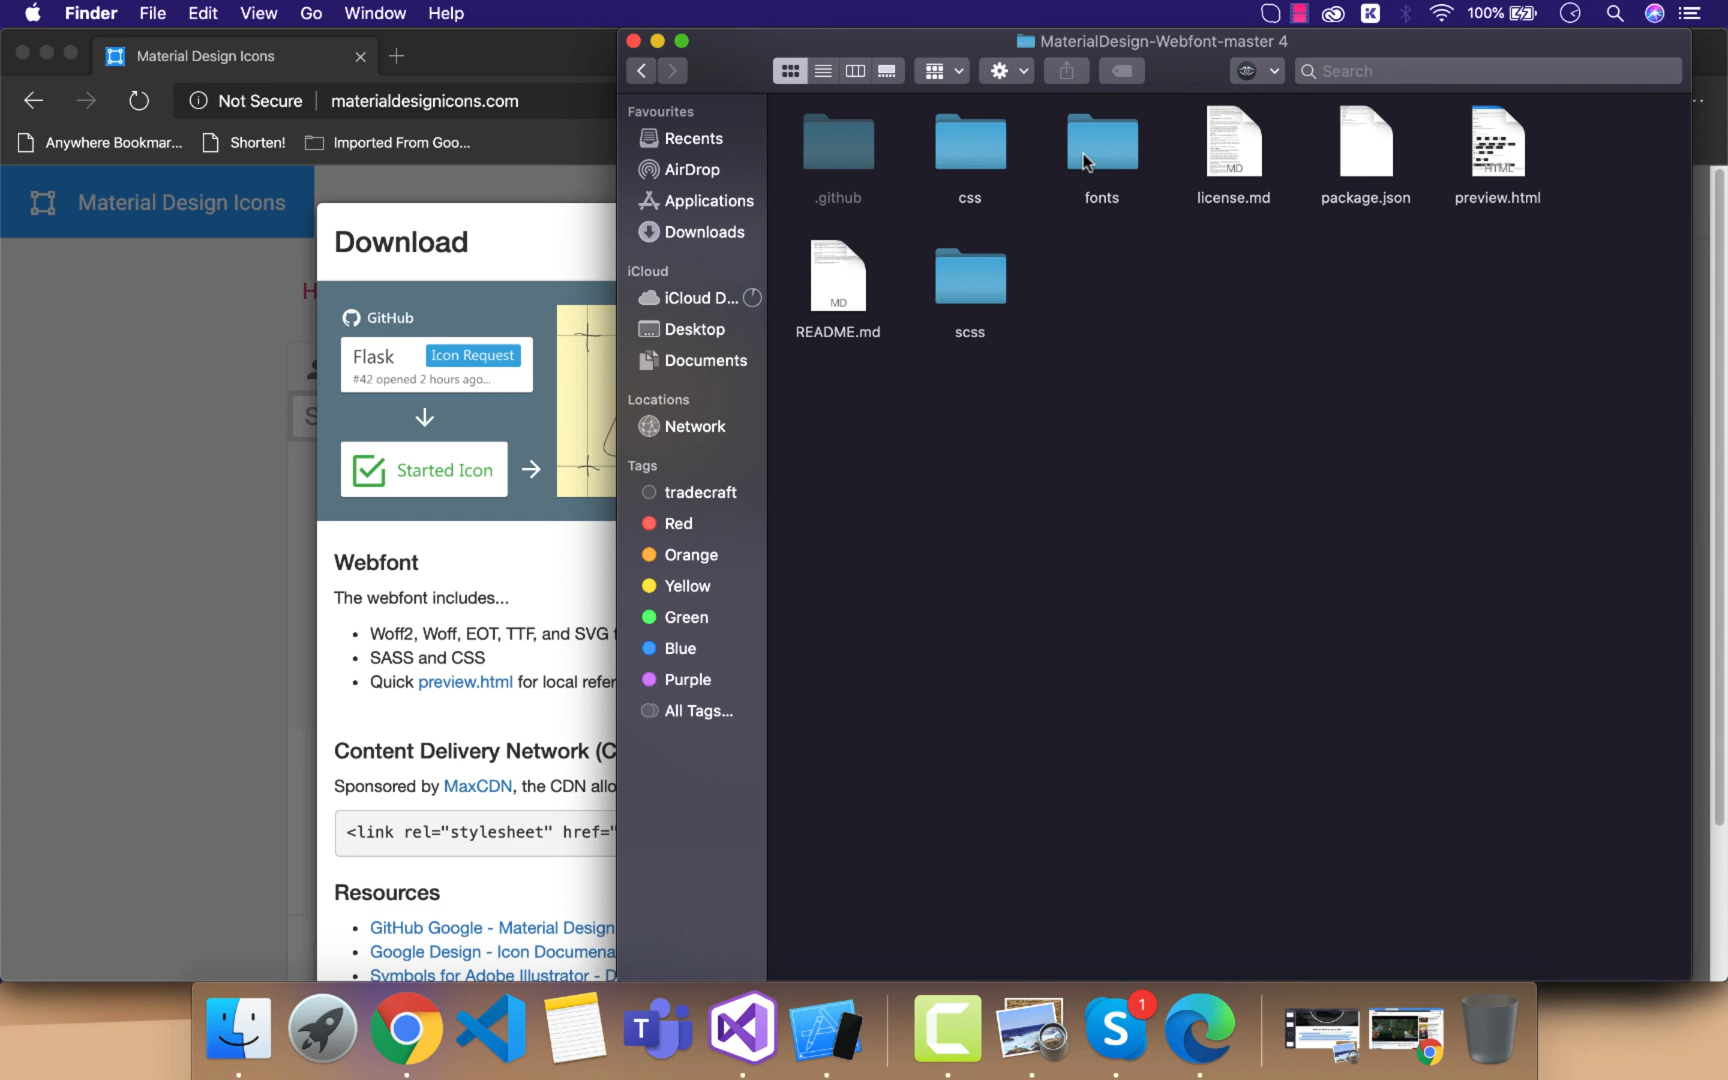 Finder File Edit View Go Window Help
100%
Material Design Icons
Not Secure | materialdesignicons.com
Anywhere Bookmar... Shorten! Imported From Goo...
Material Design Icons
H
S
Download
GitHub
Flask Icon Request
#42 opened 2 hours ago...
Started Icon
Webfont
The webfont includes...
• Woff2, Woff, EOT, TTF, and SVG
• SASS and CSS
• Quick preview.html for local refer
Content Delivery Network (C
Sponsored by MaxCDN, the CDN allo
<link rel="stylesheet" href="
Resources
• GitHub Google - Material Design
• Google Design - Icon Documena
• Symbols for Adobe Illustrator - D
MaterialDesign-Webfont-master 4
Search
Favourites
Recents
AirDrop
Applications
Downloads
iCloud
iCloud D...
Desktop
Documents
Locations
Network
Tags
tradecraft
Red
Orange
Yellow
Green
Blue
Purple
All Tags...
MD
HTML
.github
css
fonts
license.md
package.json
preview.html
MD
README.md
scss
1